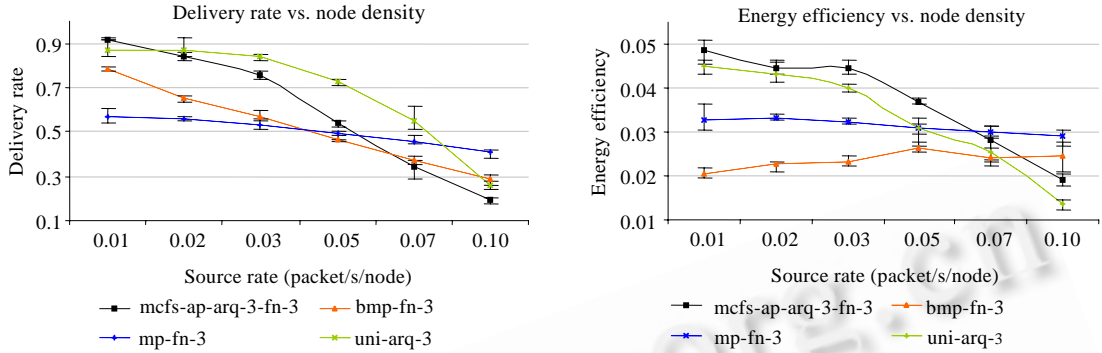 Delivery rate vs. node density
Delivery rate
0.9
0.7
0.5
0.3
0.1
0.01 0.02 0.03 0.05 0.07 0.10
Source rate (packet/s/node)
mcfs-ap-arq-3-fn-3 bmp-fn-3
mp-fn-3 uni-arq-3
Energy efficiency vs. node density
Energy efficiency
0.05
0.04
0.03
0.02
0.01
0.01 0.02 0.03 0.05 0.07 0.10
Source rate (packet/s/node)
mcfs-ap-arq-3-fn-3 bmp-fn-3
mp-fn-3 uni-arq-3